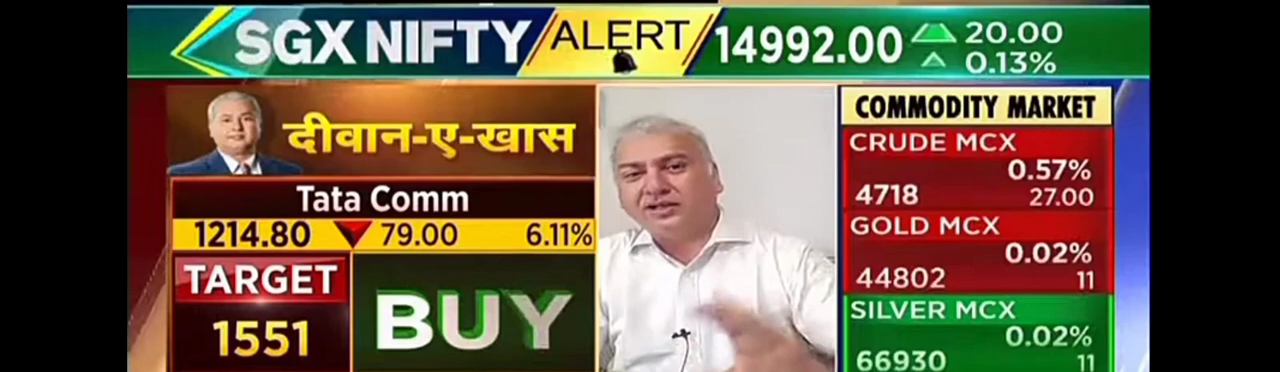 SGX NIFTY ALERT 14992.00 20.00
0.13%
दीवान-ए-खास
Tata Comm
1214.80 79.00 6.11%
TARGET
1551
BUY
COMMODITY MARKET
CRUDE MCX
0.57%
4718 27.00
GOLD MCX
0.02%
44802 11
SILVER MCX
0.02%
66930 11